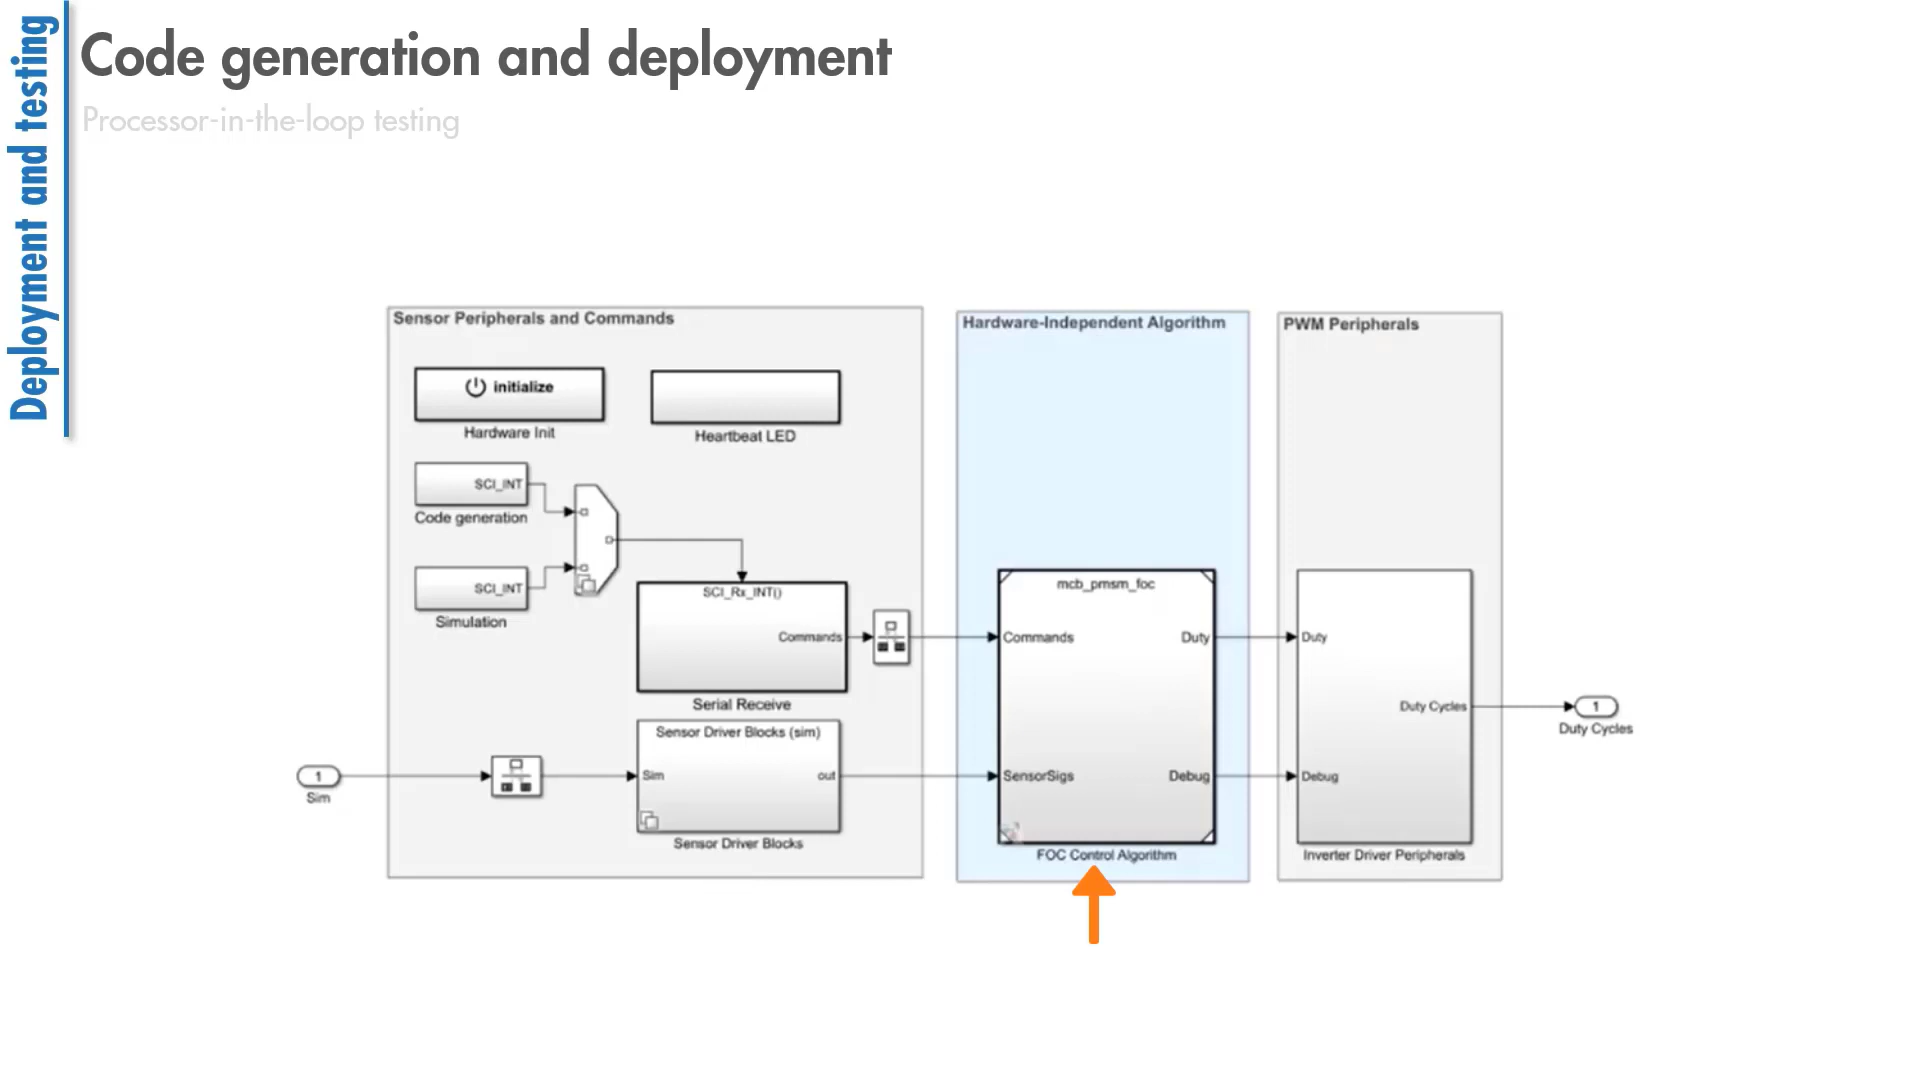 Deployment and testing
Code generation and deployment
Processor-in-the-loop testing
Sensor Peripherals and Commands
initialize
Hardware Init
Heartbeat LED
SCI_INT
Code generation
SCI_INT
Simulation
SCI_Rx_INT()
Commands
Serial Receive
Sensor Driver Blocks (sim)
Sim
out
Sensor Driver Blocks
1
Sim
Hardware-Independent Algorithm
mcb_pmsm_foc
Commands
Duty
SensorSigs
Debug
FOC Control Algorithm
PWM Peripherals
Duty
Duty Cycles
Debug
Inverter Driver Peripherals
1
Duty Cycles